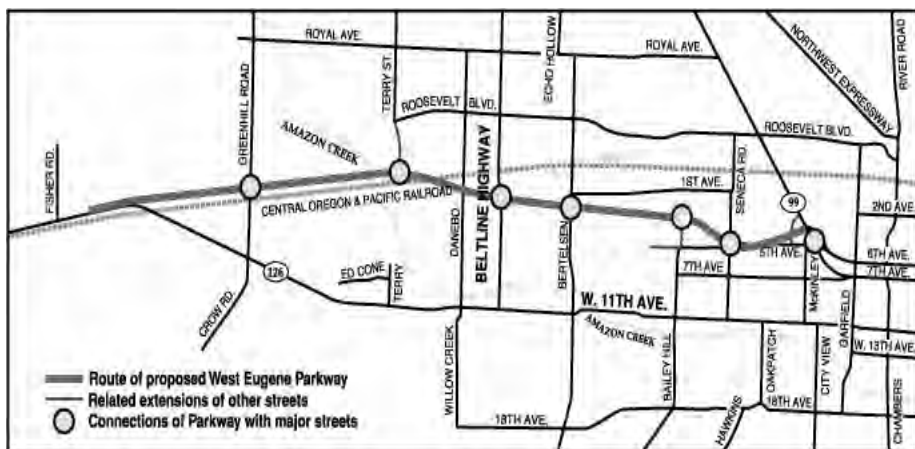 ROYAL AVE.
ROYAL AVE.
NORTHWEST EXPRESSWAY
RIVER ROAD
ECHO HOLLOW
TERRY ST.
GREENHILL ROAD
ROOSEVELT BLVD.
ROOSEVELT BLVD.
AMAZON CREEK
BELTLINE HIGHWAY
FISHER RD.
CENTRAL OREGON & PACIFIC RAILROAD
1ST AVE.
SENECA RD.
99
2ND AVE.
DANEBO
BERTELSEN
5TH AVE.
6TH AVE.
7TH AVE.
7TH AVE
McKINLEY
GARFIELD
126
ED CONE
TERRY
CROW RD.
W. 11TH AVE.
AMAZON CREEK
W. 13TH AVE.
WILLOW CREEK
BAILEY HILL
OAKPATCH
CITY VIEW
18TH AVE.
18TH AVE.
HAWKINS
CHAMBERS
Route of proposed West Eugene Parkway
Related extensions of other streets
Connections of Parkway with major streets